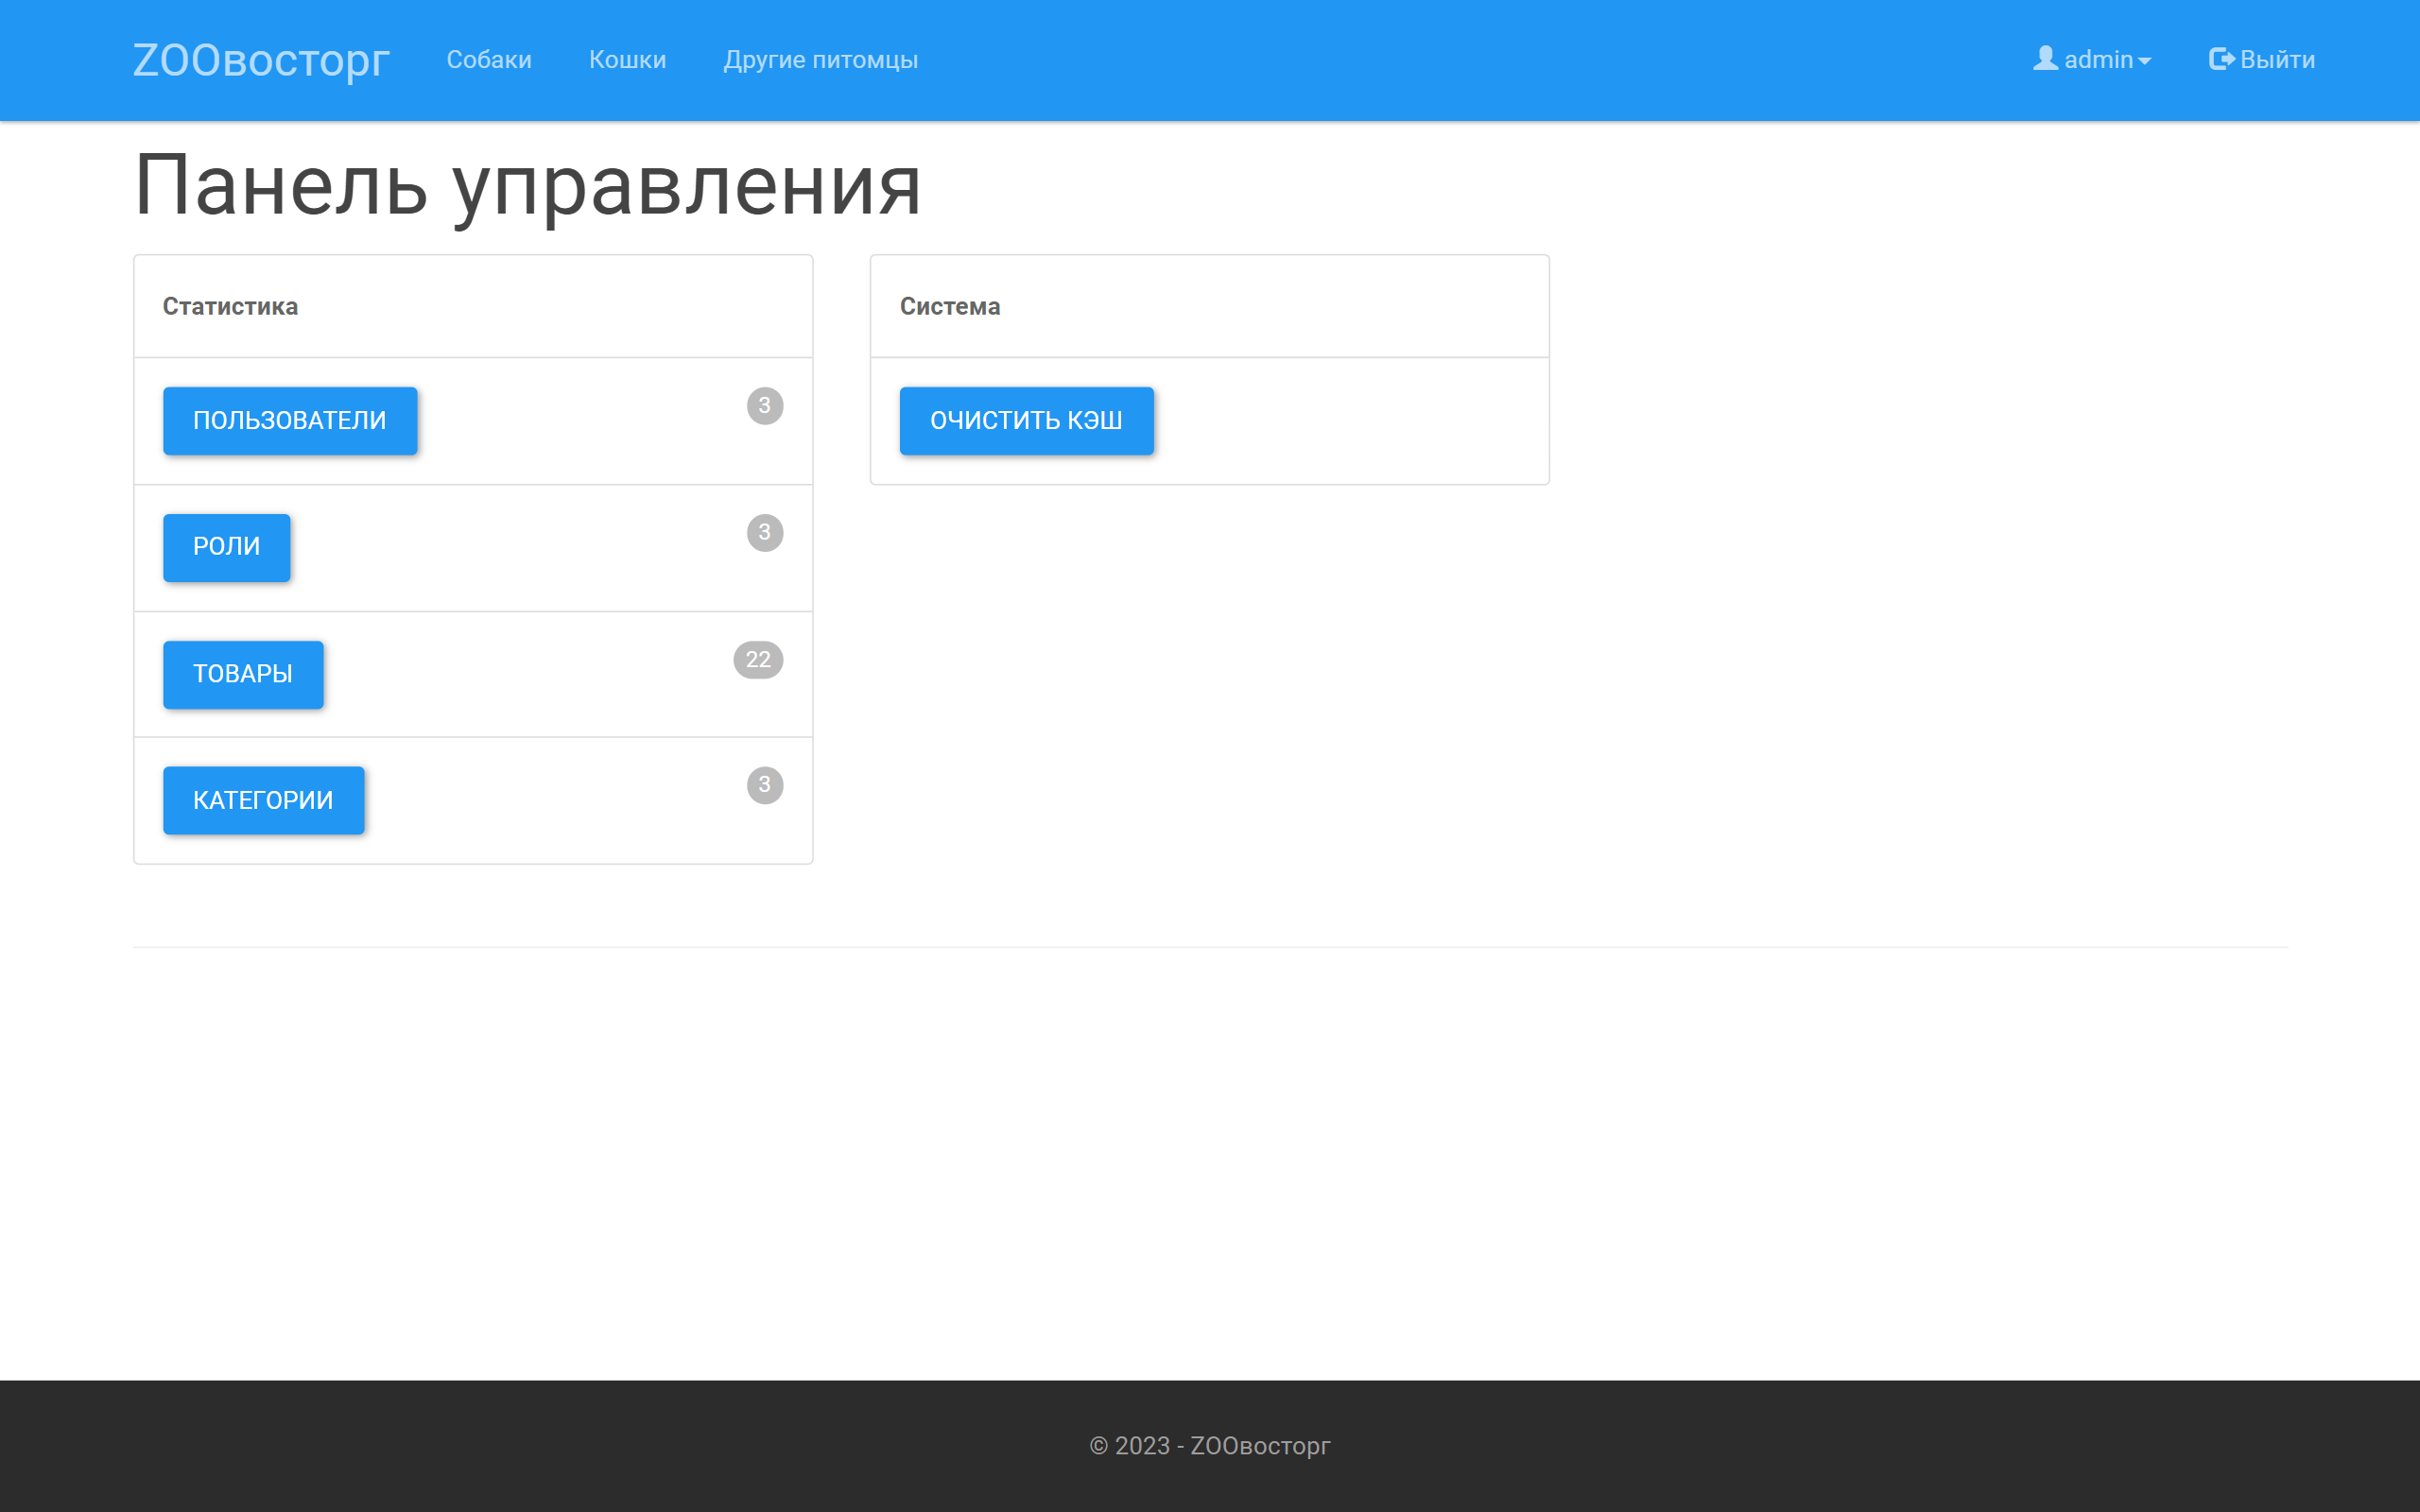 ZOOвосторг Собаки Кошки Другие питомцы admin Выйти
Панель управления
Статистика
ПОЛЬЗОВАТЕЛИ 3
РОЛИ 3
ТОВАРЫ 22
КАТЕГОРИИ 3
Система
ОЧИСТИТЬ КЭШ
© 2023 - ZOOвосторг